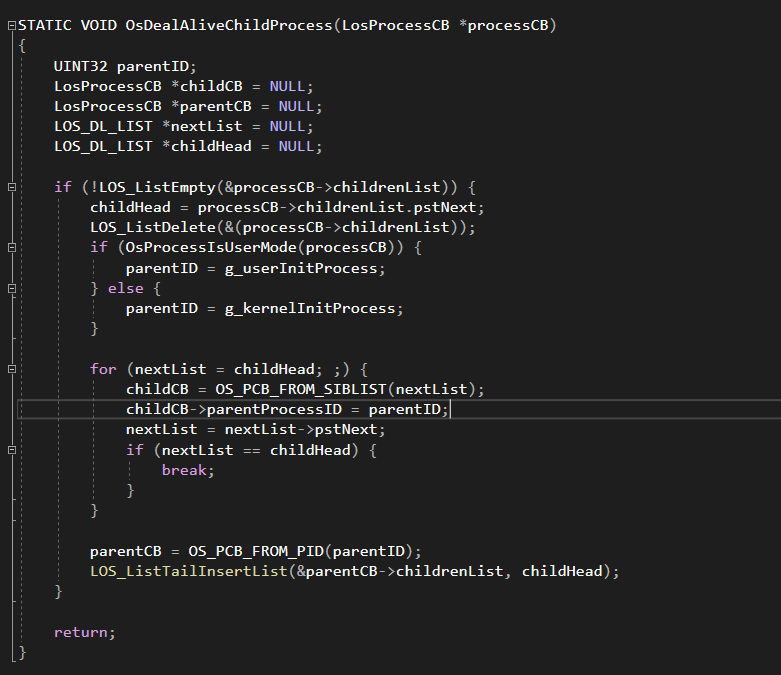 STATIC VOID OsDealAliveChildProcess(LosProcessCB *processCB)
{
    UINT32 parentID;
    LosProcessCB *childCB = NULL;
    LosProcessCB *parentCB = NULL;
    LOS_DL_LIST *nextList = NULL;
    LOS_DL_LIST *childHead = NULL;

    if (!LOS_ListEmpty(&processCB->childrenList)) {
        childHead = processCB->childrenList.pstNext;
        LOS_ListDelete(&(processCB->childrenList));
        if (OsProcessIsUserMode(processCB)) {
            parentID = g_userInitProcess;
        } else {
            parentID = g_kernelInitProcess;
        }

        for (nextList = childHead; ;) {
            childCB = OS_PCB_FROM_SIBLIST(nextList);
            childCB->parentProcessID = parentID;
            nextList = nextList->pstNext;
            if (nextList == childHead) {
                break;
            }
        }

        parentCB = OS_PCB_FROM_PID(parentID);
        LOS_ListTailInsertList(&parentCB->childrenList, childHead);
    }

    return;
}